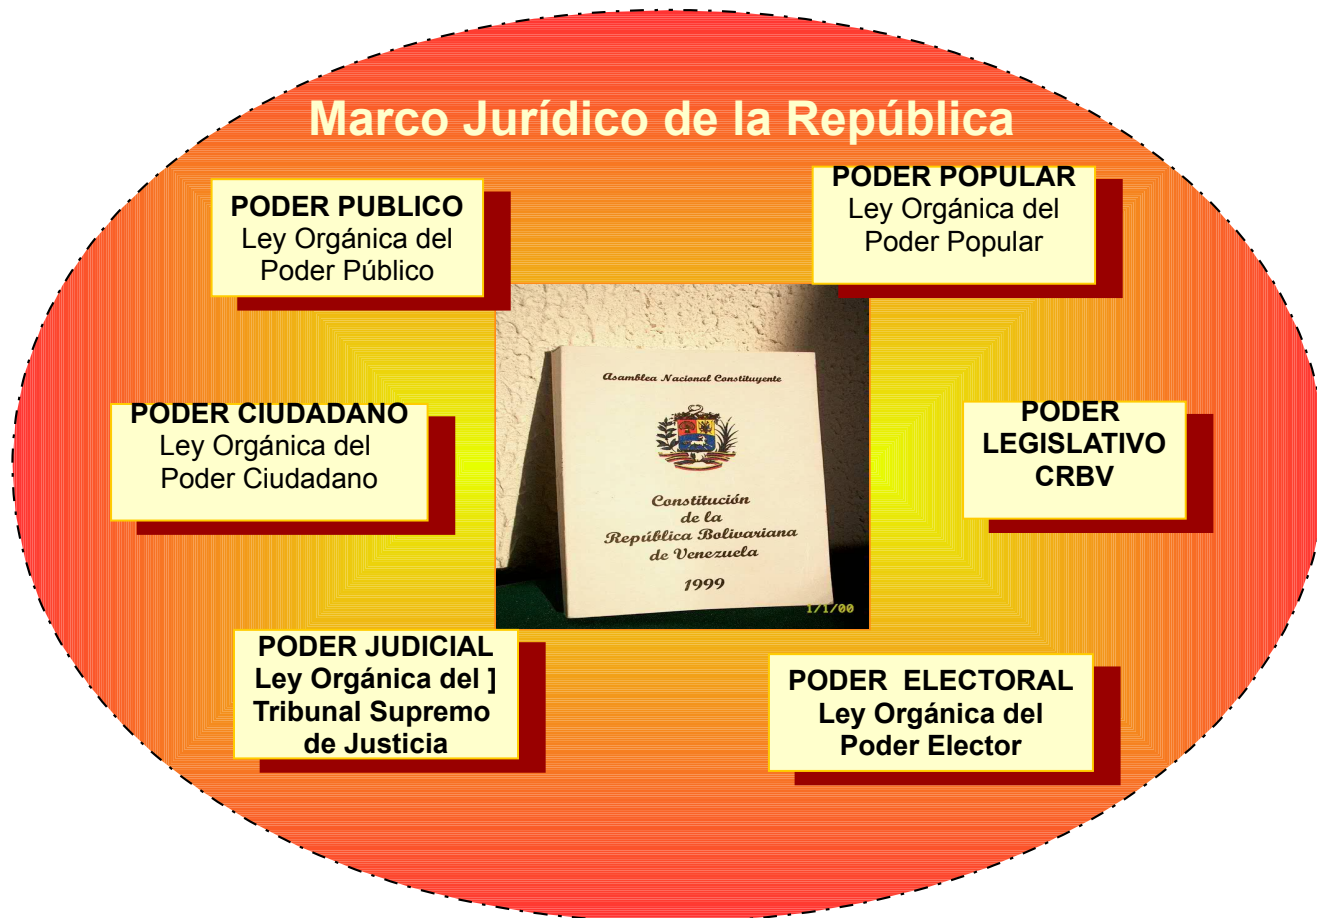 Marco Jurídico de la República
PODER PUBLICO
Ley Orgánica del
Poder Público
PODER POPULAR
Ley Orgánica del
Poder Popular
PODER CIUDADANO
Ley Orgánica del
Poder Ciudadano
Asamblea Nacional Constituyente
Constitución
de la
República Bolivariana
de Venezuela
1999
1/1/00
PODER
LEGISLATIVO
CRBV
PODER JUDICIAL
Ley Orgánica del ]
Tribunal Supremo
de Justicia
PODER  ELECTORAL
Ley Orgánica del
Poder Elector